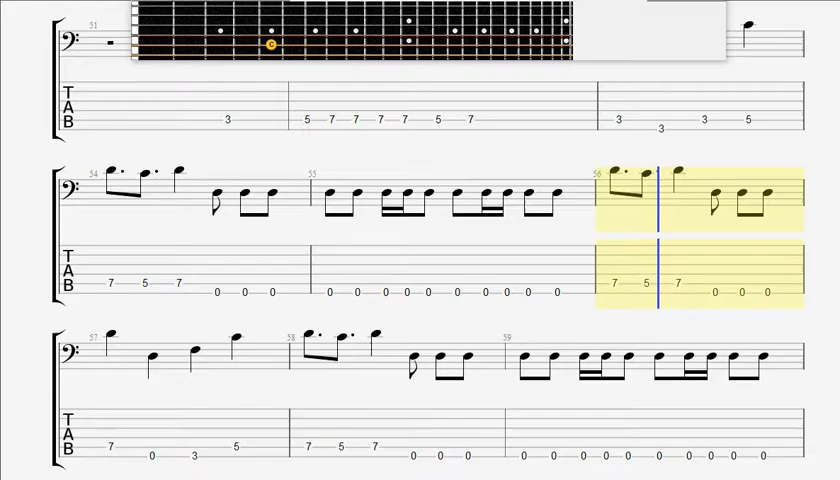 51
C
T
A
B
3 5 7 7 7 7 5 7 3 3 5
3
54 55 56
T
A
B
7 5 7 7 5 7
0 0 0 0 0 0 0 0 0 0 0 0 0 0 0 0
57 58 59
T
A
B
7 5 7 5 7
0 3 0 0 0 0 0 0 0 0 0 0 0 0 0